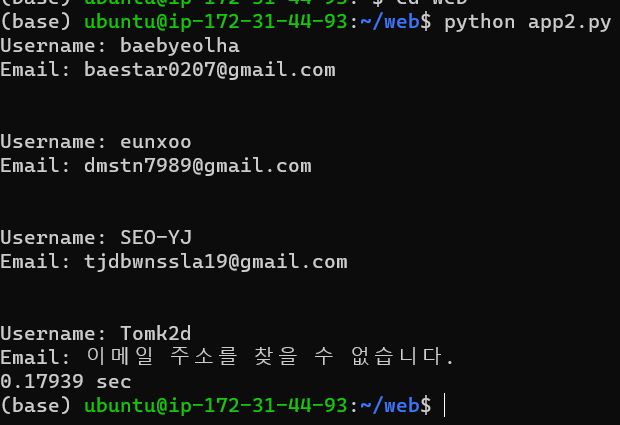 (base) ubuntu@ip-172-31-44-93:~$ cd web
(base) ubuntu@ip-172-31-44-93:~/web$ python app2.py
Username: baebyeolha
Email: baestar0207@gmail.com
Username: eunxoo
Email: dmstn7989@gmail.com
Username: SEO-YJ
Email: tjdbwnssla19@gmail.com
Username: Tomk2d
Email: 이메일 주소를 찾을 수 없습니다.
0.17939 sec
(base) ubuntu@ip-172-31-44-93:~/web$